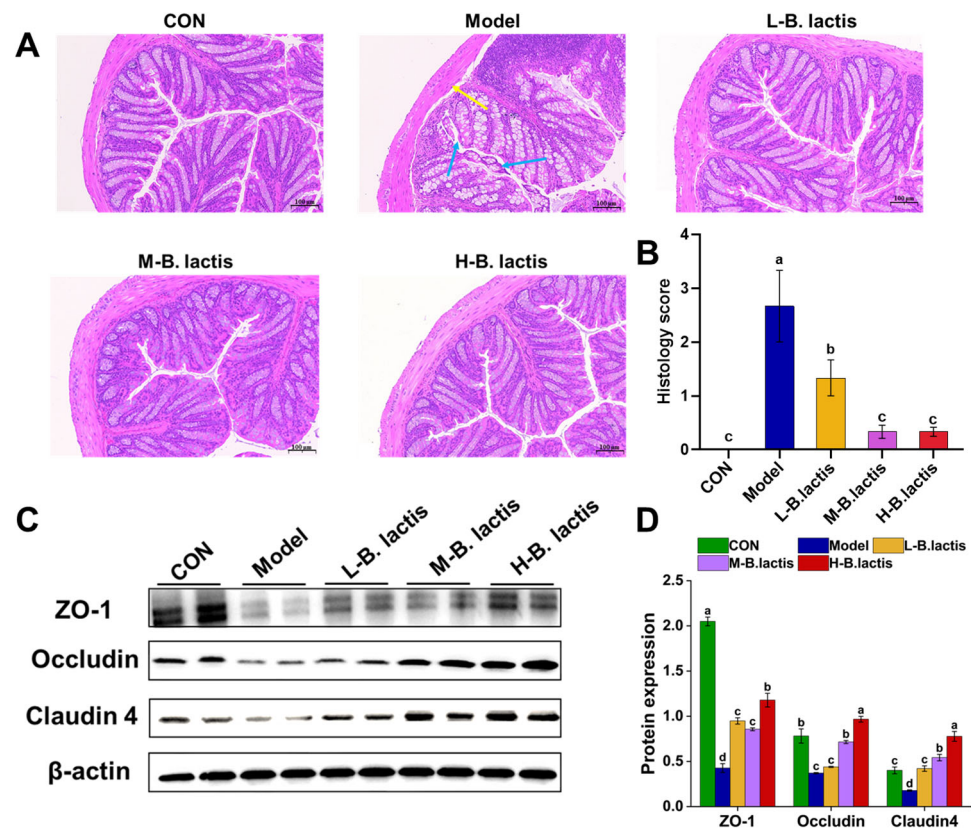 A
CON
Model
L-B. lactis
100 μm
100 μm
100 μm
M-B. lactis
H-B. lactis
100 μm
100 μm
B
Histology score
4
3
2
1
0
a
b
c
c
c
CON
Model
L-B.lactis
M-B.lactis
H-B.lactis
C
CON
Model
L-B. lactis
M-B. lactis
H-B. lactis
ZO-1
Occludin
Claudin 4
β-actin
D
CON
Model
L-B.lactis
M-B.lactis
H-B.lactis
Protein expression
2.5
2.0
1.5
1.0
0.5
0.0
a
d
c
c
b
b
c
c
b
a
c
d
c
b
a
ZO-1
Occludin
Claudin4